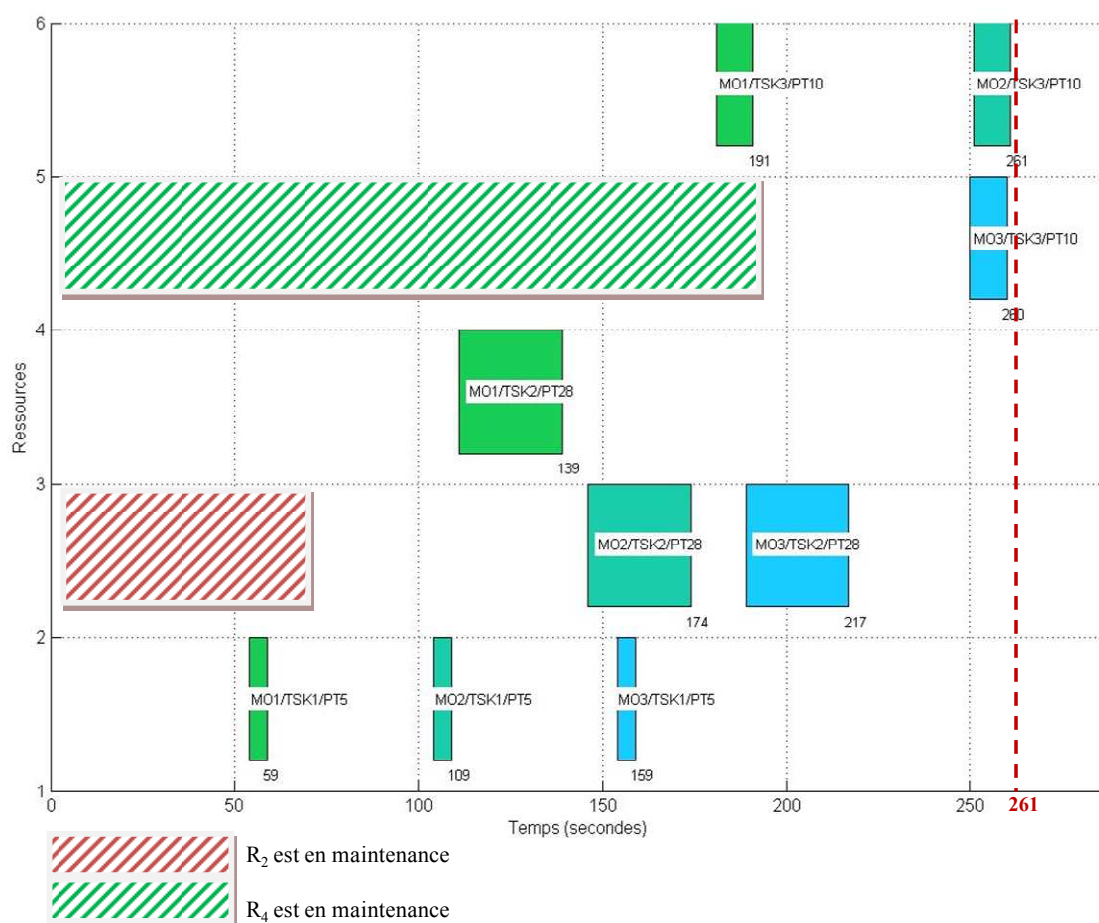 6
MO1/TSK3/PT10
MO2/TSK3/PT10
191
261
5
MO3/TSK3/PT10
260
4
MO1/TSK2/PT28
139
Ressources
3
MO2/TSK2/PT28
MO3/TSK2/PT28
174
217
2
MO1/TSK1/PT5
MO2/TSK1/PT5
MO3/TSK1/PT5
59
109
159
1
0 50 100 150 200 250 261
Temps (secondes)
R₂ est en maintenance
R₄ est en maintenance